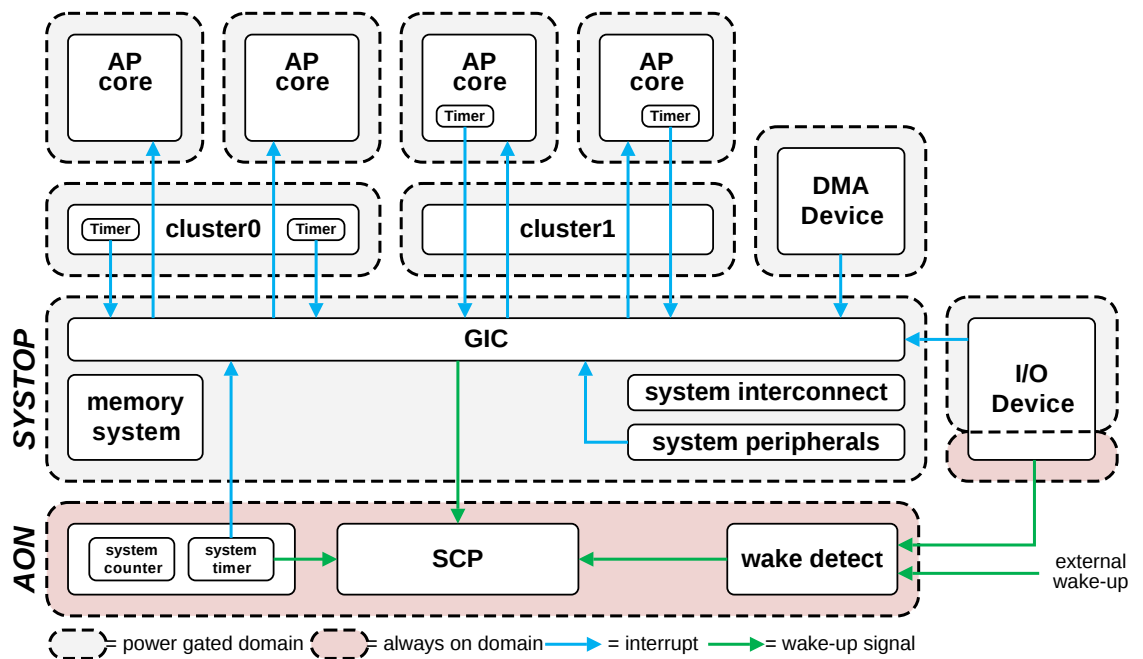 AP
core
AP
core
AP
core
Timer
AP
core
Timer
DMA
Device
Timer
cluster0
Timer
cluster1
SYSTOP
GIC
memory
system
system interconnect
system peripherals
I/O
Device
AON
system
counter
system
timer
SCP
wake detect
external
wake-up
= power gated domain
= always on domain
= interrupt
= wake-up signal